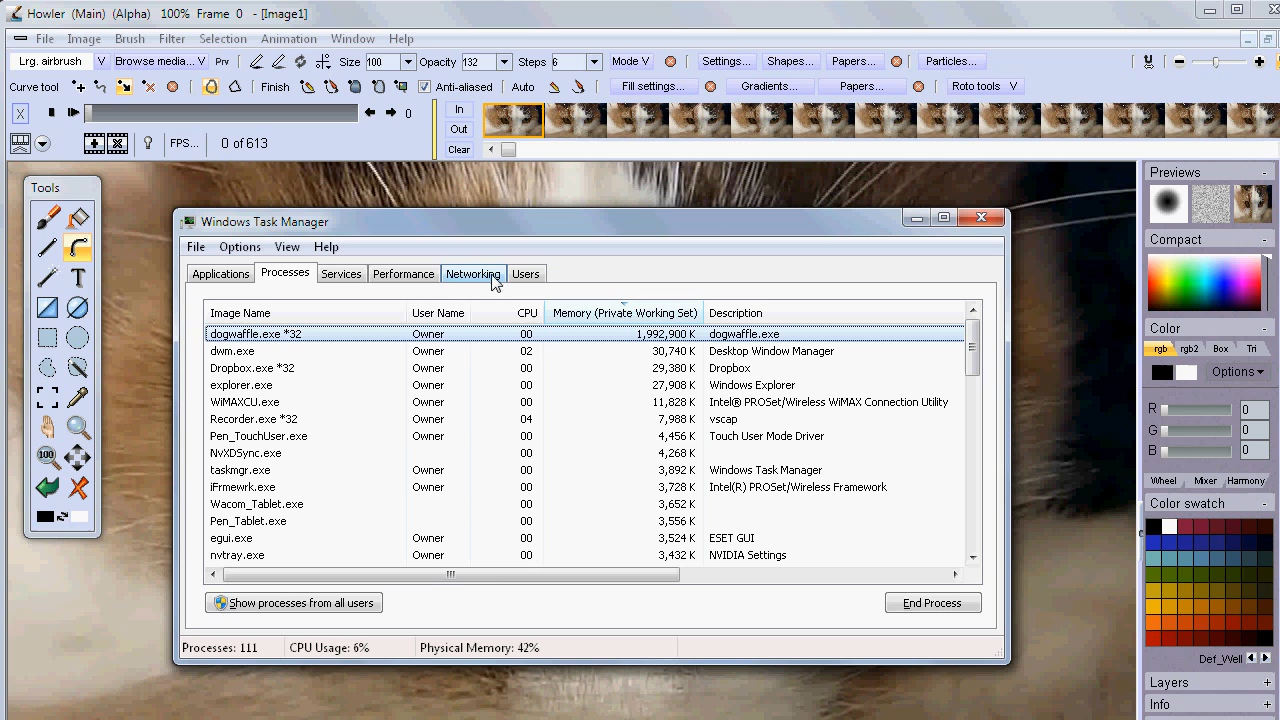 Howler (Main) (Alpha) 100% Frame 0 - [Image1]
File Image Brush Filter Selection Animation Window Help
Lrg. airbrush V Browse media... V Prv Size 100 Opacity 132 Steps 6 Mode V Settings... Shapes... Papers... Particles...
Curve tool Finish Anti-aliased Auto Fill settings... Gradients... Papers... Roto tools V
X 0 In
Out
Clear
FPS... 0 of 613
Tools
T
100
Windows Task Manager
File Options View Help
Applications Processes Services Performance Networking Users
Image Name User Name CPU Memory (Private Working Set) Description
dogwaffle.exe *32 Owner 00 1,992,900 K dogwaffle.exe
dwm.exe Owner 02 30,740 K Desktop Window Manager
Dropbox.exe *32 Owner 00 29,380 K Dropbox
explorer.exe Owner 00 27,908 K Windows Explorer
WiMAXCU.exe Owner 00 11,828 K Intel® PROSet/Wireless WiMAX Connection Utility
Recorder.exe *32 Owner 04 7,988 K vscap
Pen_TouchUser.exe Owner 00 4,456 K Touch User Mode Driver
NvXDSync.exe 00 4,268 K
taskmgr.exe Owner 00 3,892 K Windows Task Manager
iFrmewrk.exe Owner 00 3,728 K Intel(R) PROSet/Wireless Framework
Wacom_Tablet.exe 00 3,652 K
Pen_Tablet.exe 00 3,556 K
egui.exe Owner 00 3,524 K ESET GUI
nvtray.exe Owner 00 3,432 K NVIDIA Settings
Show processes from all users End Process
Processes: 111 CPU Usage: 6% Physical Memory: 42%
Previews -
Compact -
Color -
rgb rgb2 Box Tri
Options
R 0
G 0
B 0
Wheel Mixer Harmony
Color swatch -
Def_Well
Layers +
Info +